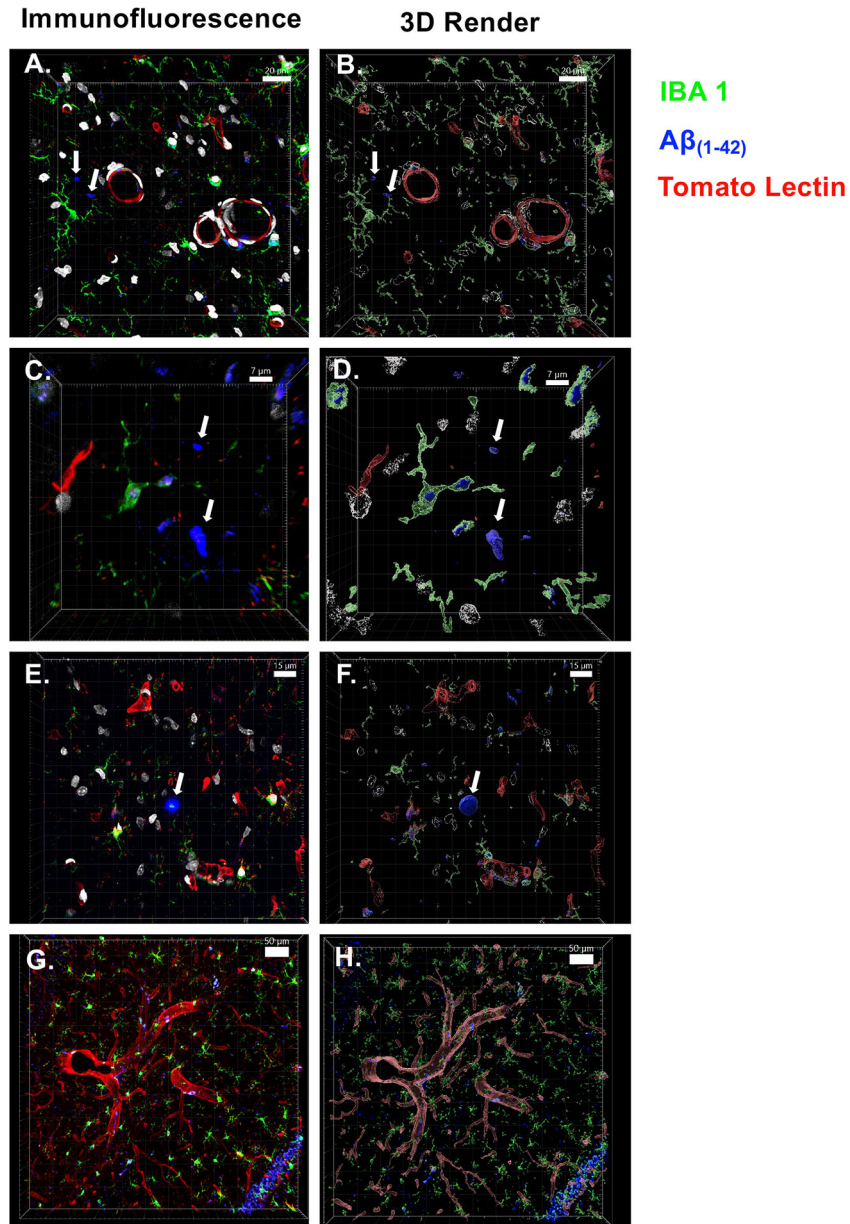 Immunofluorescence
3D Render
A.
20 µm
B.
20 µm
IBA 1
Aβ(1-42)
Tomato Lectin
C.
7 µm
D.
7 µm
E.
15 µm
F.
15 µm
G.
50 µm
H.
50 µm